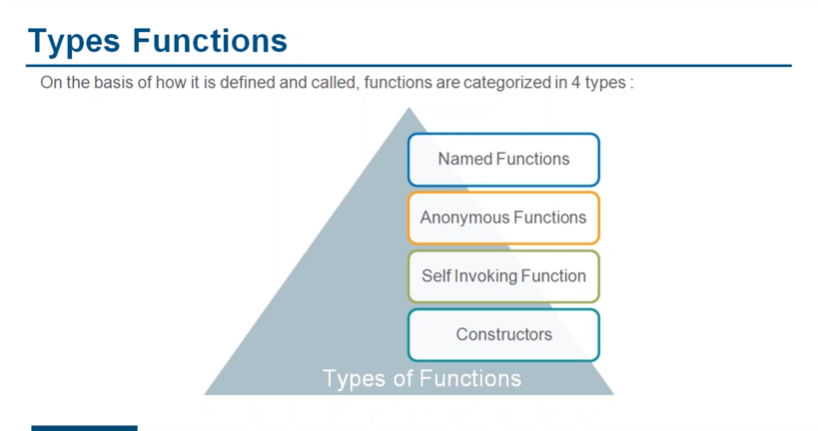 Types Functions
On the basis of how it is defined and called, functions are categorized in 4 types :
Named Functions
Anonymous Functions
Self Invoking Function
Constructors
Types of Functions